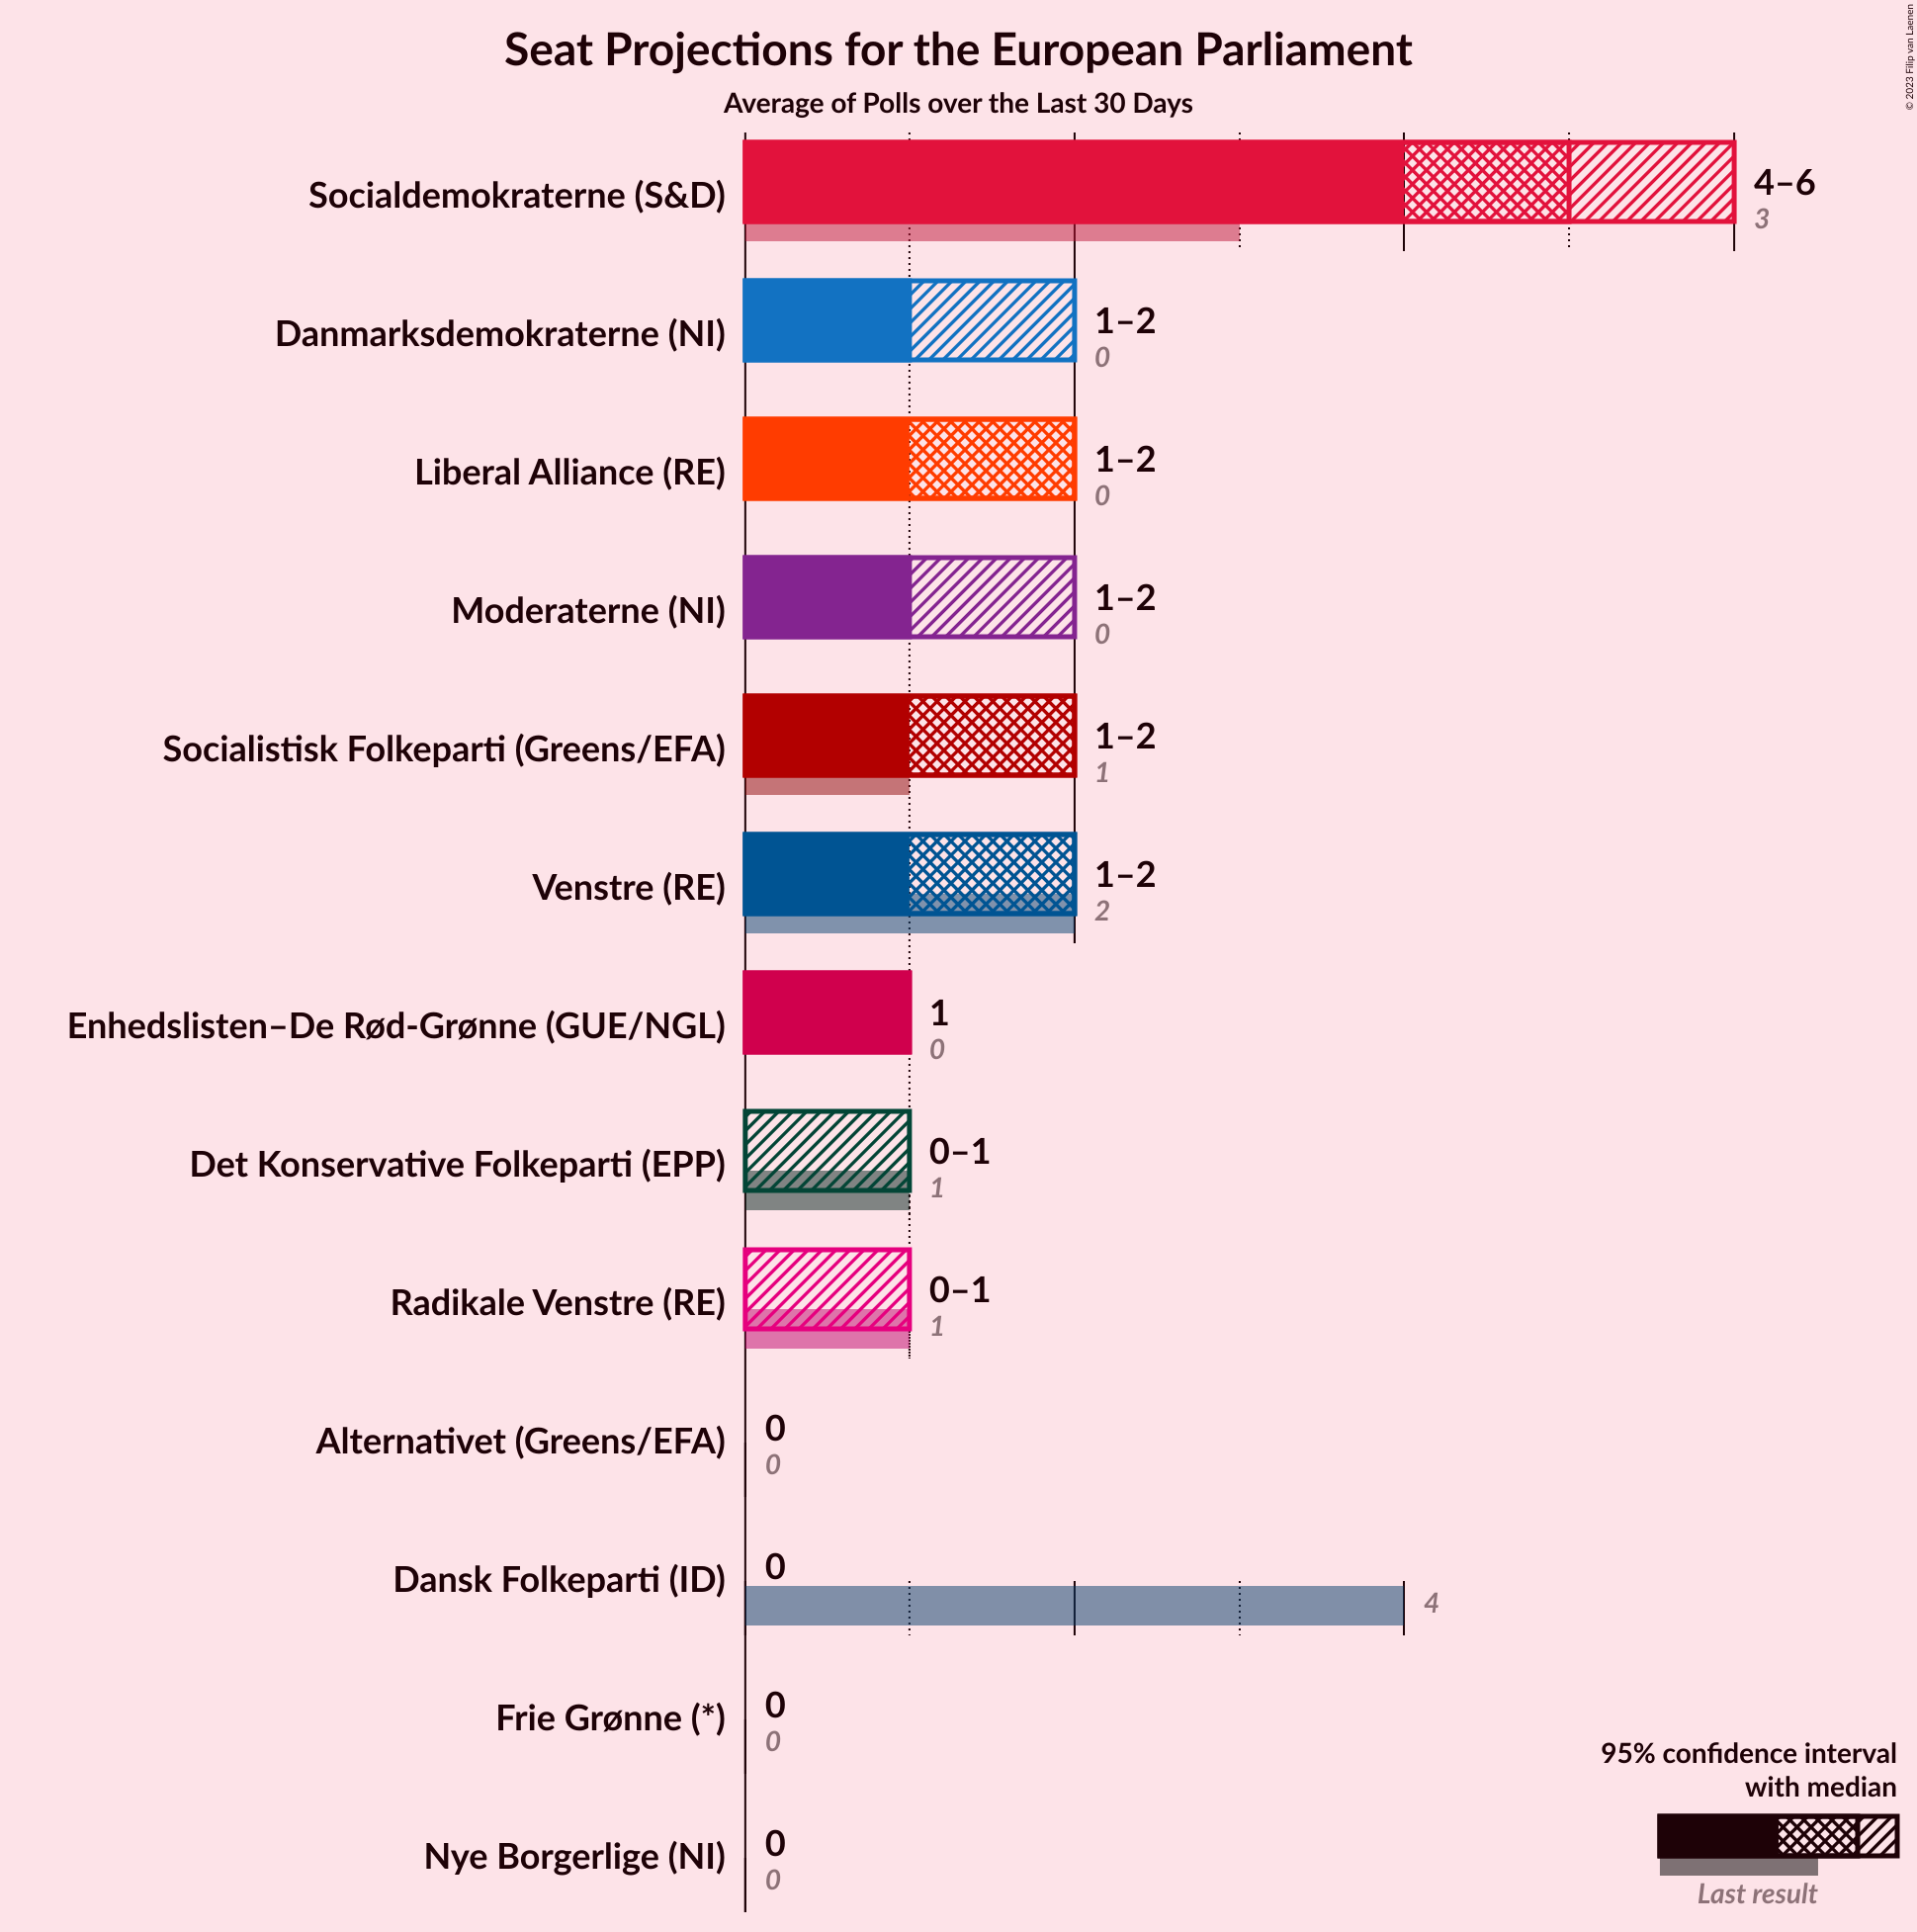 Seat Projections for the European Parliament
Average of Polls over the Last 30 Days
© 2023 Filip van Laenen
Socialdemokraterne (S&D)
4–6
3
Danmarksdemokraterne (NI)
1–2
0
Liberal Alliance (RE)
1–2
0
Moderaterne (NI)
1–2
0
Socialistisk Folkeparti (Greens/EFA)
1–2
1
Venstre (RE)
1–2
2
Enhedslisten–De Rød-Grønne (GUE/NGL)
1
0
Det Konservative Folkeparti (EPP)
0–1
1
Radikale Venstre (RE)
0–1
1
Alternativet (Greens/EFA)
0
0
Dansk Folkeparti (ID)
0
4
Frie Grønne (*)
0
0
Nye Borgerlige (NI)
0
0
95% confidence interval
with median
Last result